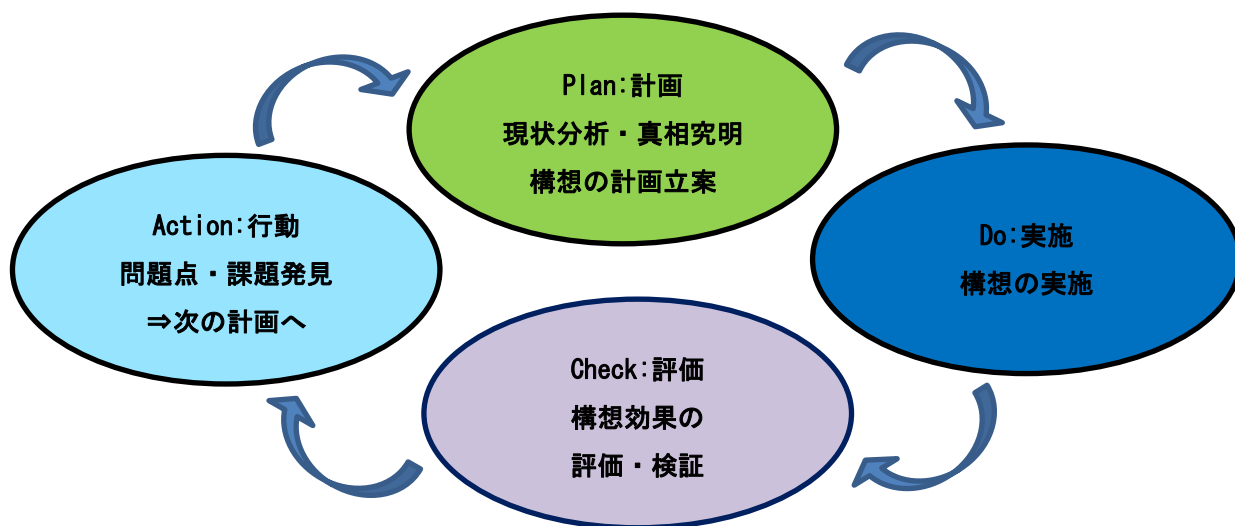 Plan:計画
現状分析・真相究明
構想の計画立案
Do:実施
構想の実施
Check:評価
構想効果の
評価・検証
Action:行動
問題点・課題発見
⇒次の計画へ